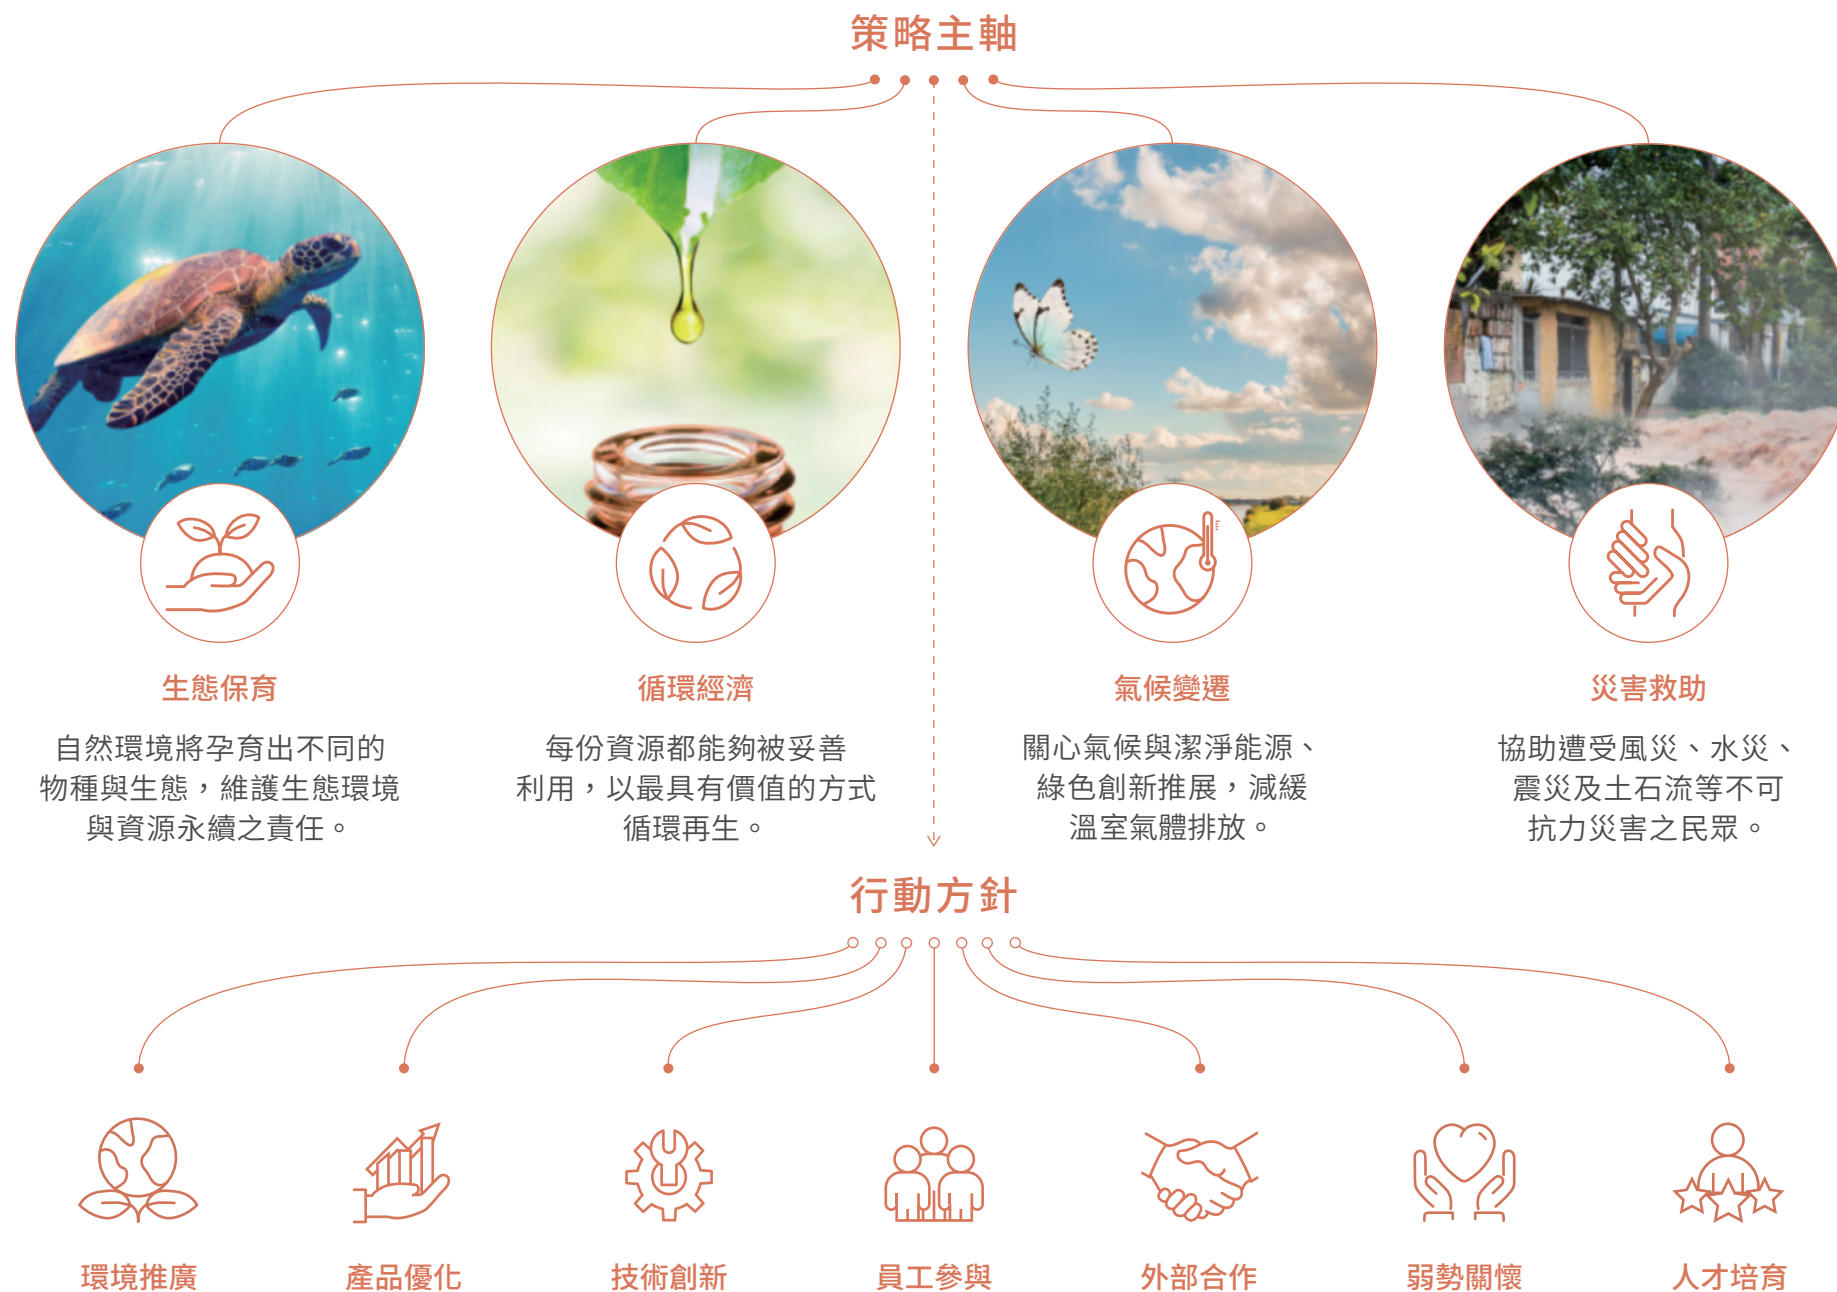 策略主軸
生態保育
自然環境將孕育出不同的
物種與生態，維護生態環境
與資源永續之責任。
循環經濟
每份資源都能夠被妥善
利用，以最具有價值的方式
循環再生。
氣候變遷
關心氣候與潔淨能源、
綠色創新推展，減緩
溫室氣體排放。
災害救助
協助遭受風災、水災、
震災及土石流等不可
抗力災害之民眾。
行動方針
環境推廣
產品優化
技術創新
員工參與
外部合作
弱勢關懷
人才培育